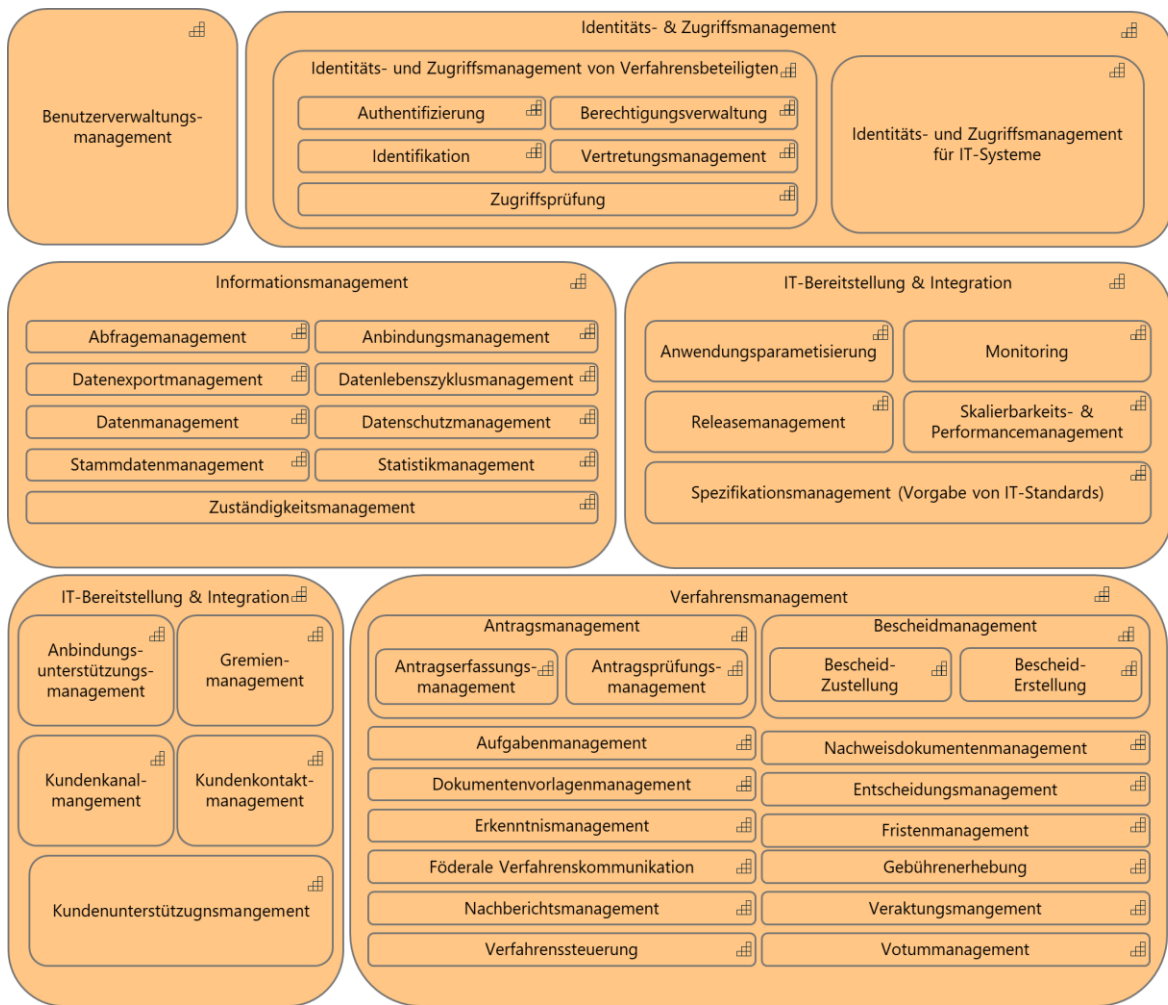 Benutzerverwaltungs-
management
Identitäts- & Zugriffsmanagement
Identitäts- und Zugriffsmanagement von Verfahrensbeteiligten
Authentifizierung
Berechtigungsverwaltung
Identifikation
Vertretungsmanagement
Zugriffsprüfung
Identitäts- und Zugriffsmanagement
für IT-Systeme
Informationsmanagement
Abfragemanagement
Anbindungsmanagement
Datenexportmanagement
Datenlebenszyklusmanagement
Datenmanagement
Datenschutzmanagement
Stammdatenmanagement
Statistikmanagement
Zuständigkeitsmanagement
IT-Bereitstellung & Integration
Anwendungsparametisierung
Monitoring
Releasemanagement
Skalierbarkeits- &
Performancemanagement
Spezifikationsmanagement (Vorgabe von IT-Standards)
IT-Bereitstellung & Integration
Anbindungs-
unterstützungs-
management
Gremien-
management
Kundenkanal-
mangement
Kundenkontakt-
management
Kundenunterstützugnsmangement
Verfahrensmanagement
Antragsmanagement
Antragserfassungs-
management
Antragsprüfungs-
management
Bescheidmanagement
Bescheid-
Zustellung
Bescheid-
Erstellung
Aufgabenmanagement
Nachweisdokumentenmanagement
Dokumentenvorlagenmanagement
Entscheidungsmanagement
Erkenntnismanagement
Fristenmanagement
Föderale Verfahrenskommunikation
Gebührenerhebung
Nachberichtsmanagement
Veraktungsmangement
Verfahrenssteuerung
Votummanagement